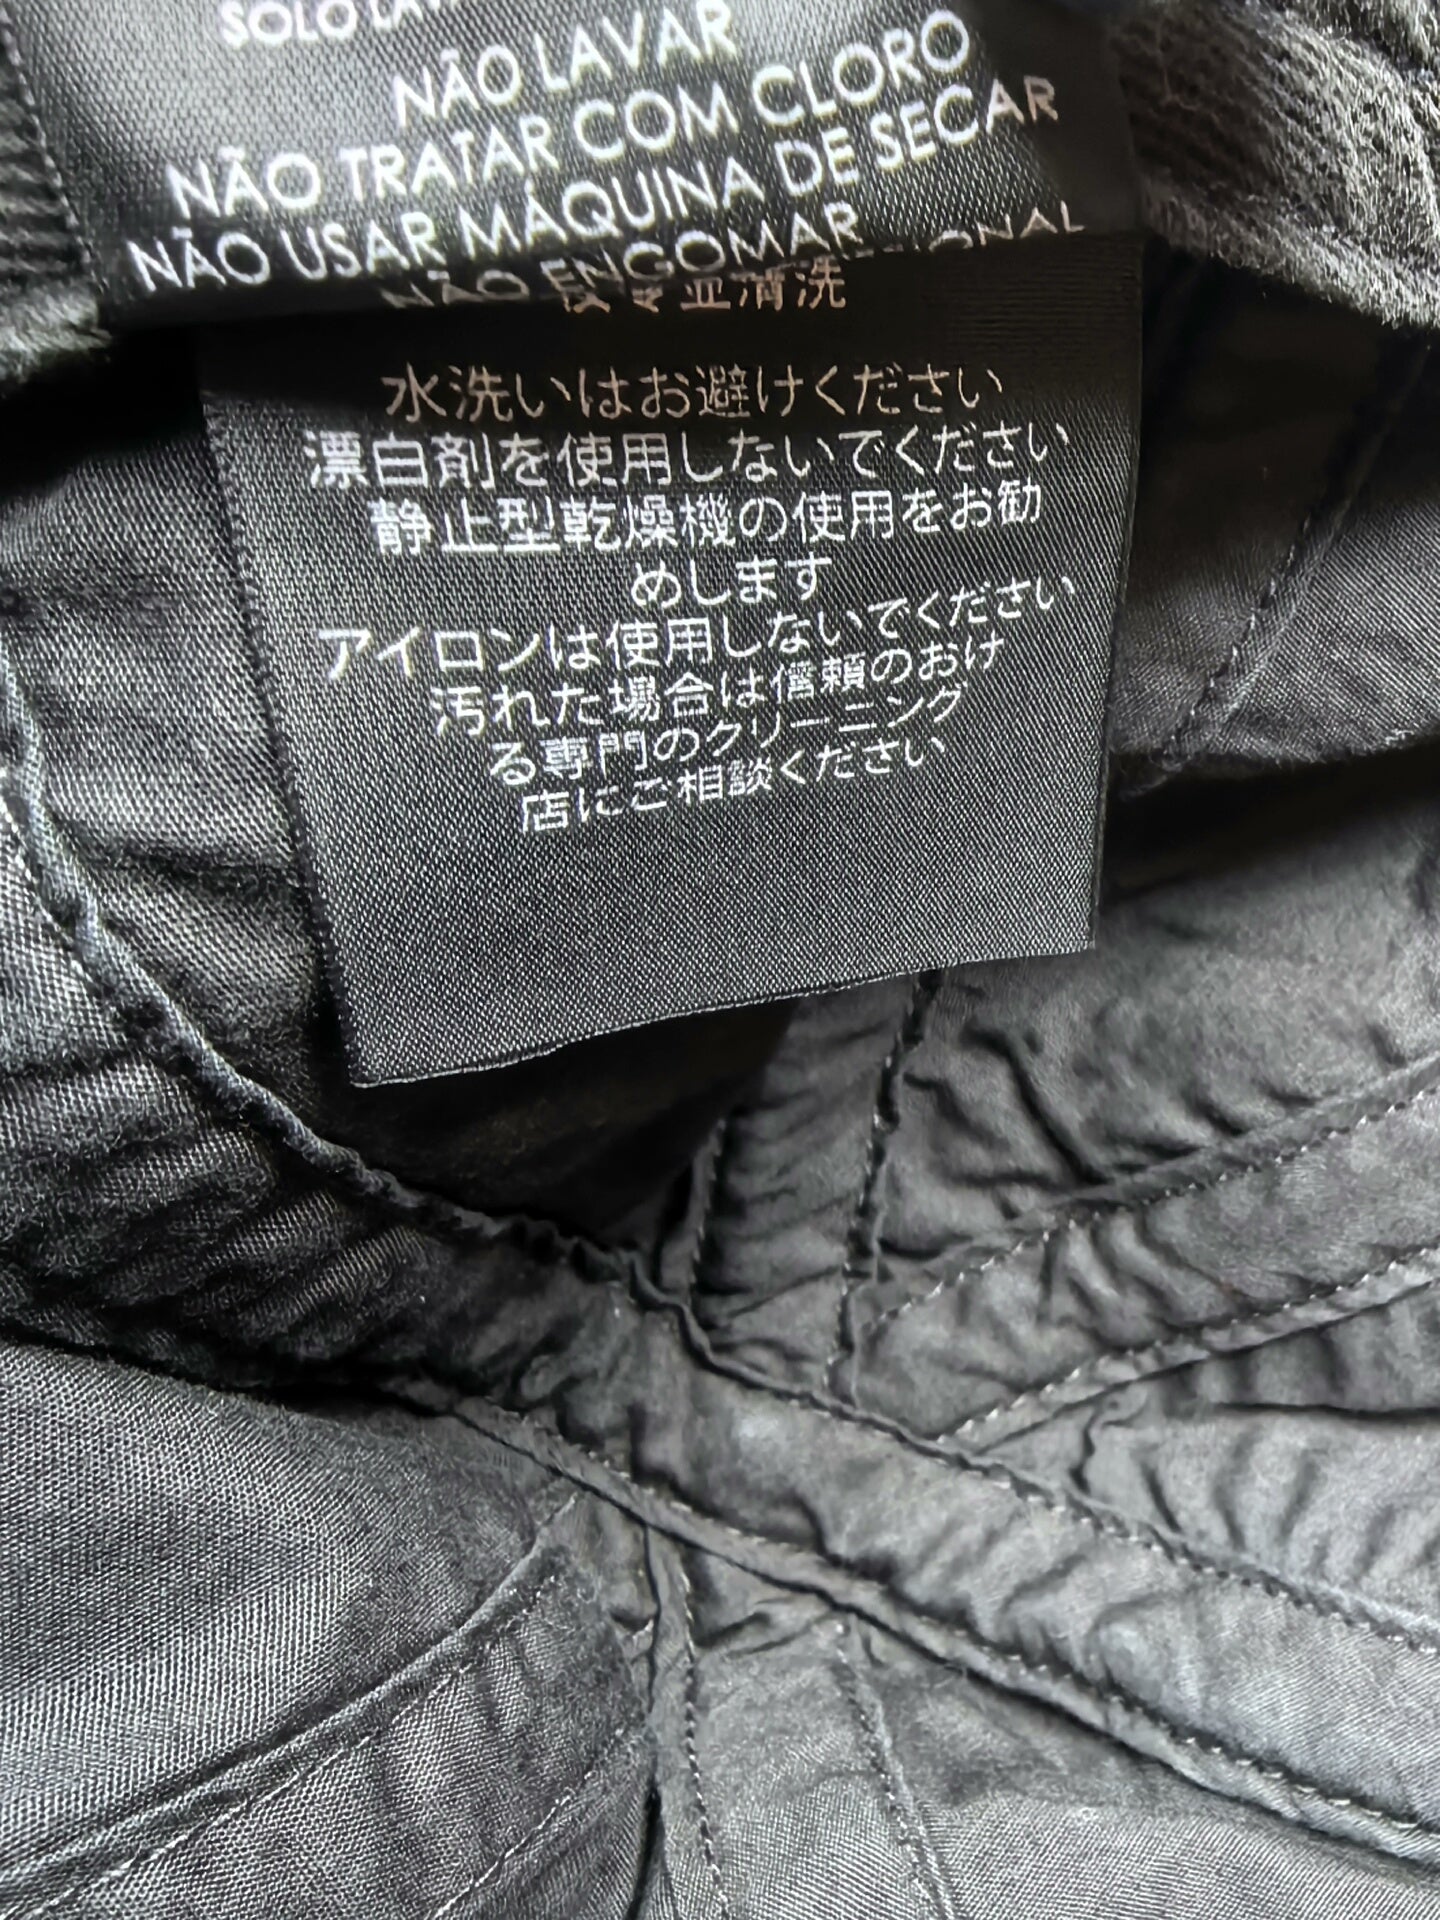 SOLO
NÃO LAVAR
NÃO TRATAR COM CLORO
NÃO USAR MÁQUINA DE SECAR
NÃO ENGOMAR
清洗
水洗いはお避けください
漂白剤を使用しないでください
静止型乾燥機の使用をお勧
めします
アイロンは使用しないでください
汚れた場合は信頼のおけ
る専門のクリーニング
店にご相談ください